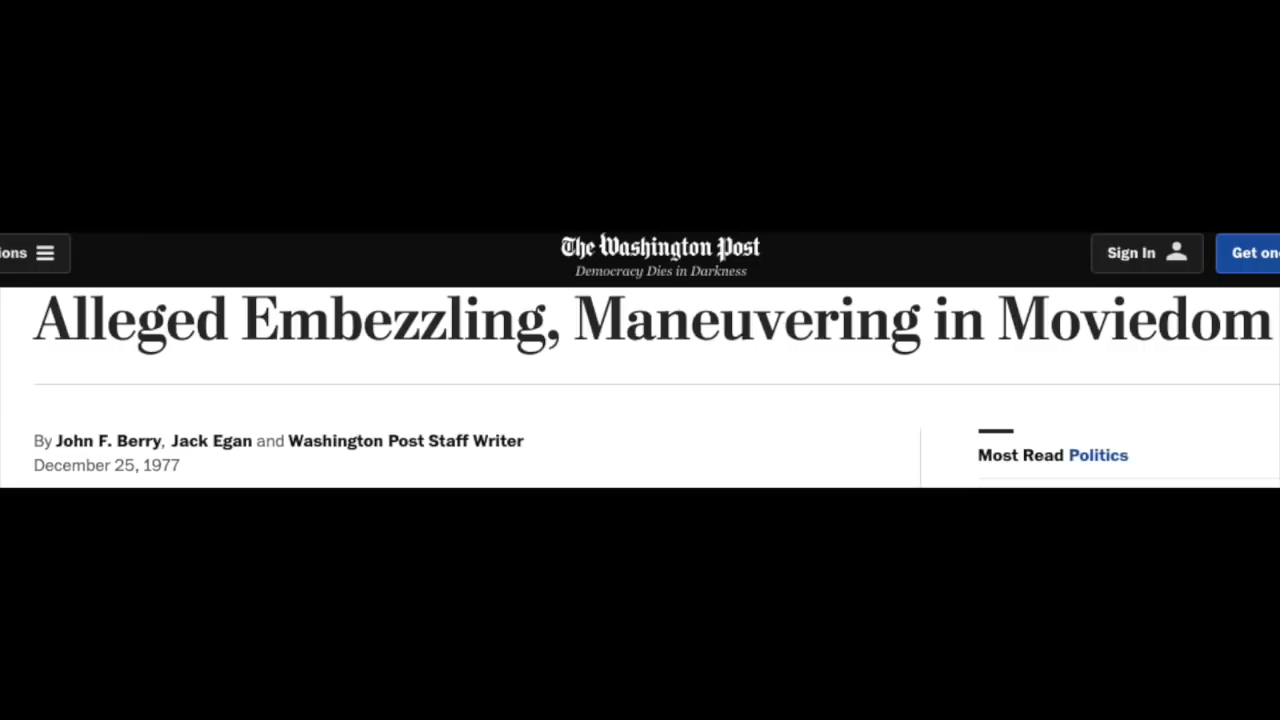 ions
The Washington Post
Democracy Dies in Darkness
Sign In
Get on
Alleged Embezzling, Maneuvering in Moviedom
By John F. Berry, Jack Egan and Washington Post Staff Writer
December 25, 1977
Most Read Politics